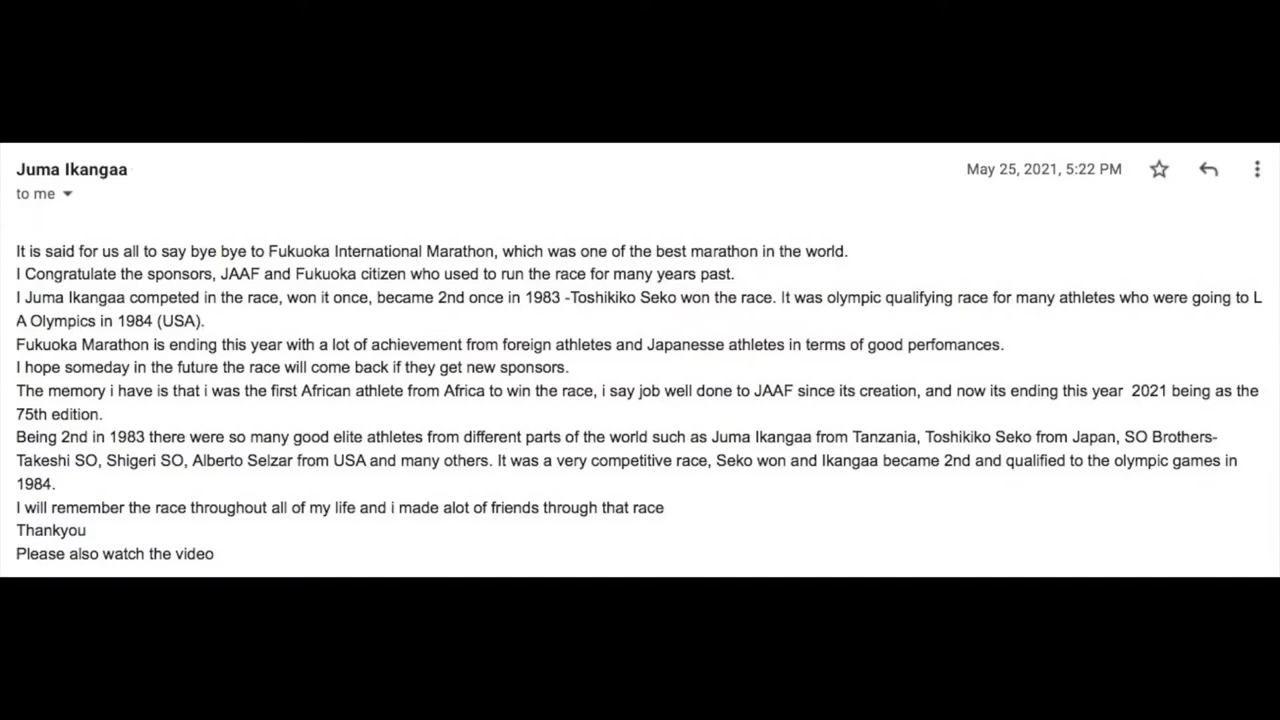 Juma Ikangaa
May 25, 2021, 5:22 PM
to me
It is said for us all to say bye bye to Fukuoka International Marathon, which was one of the best marathon in the world.
I Congratulate the sponsors, JAAF and Fukuoka citizen who used to run the race for many years past.
I Juma Ikangaa competed in the race, won it once, became 2nd once in 1983 -Toshikiko Seko won the race. It was olympic qualifying race for many athletes who were going to L
A Olympics in 1984 (USA).
Fukuoka Marathon is ending this year with a lot of achievement from foreign athletes and Japanesse athletes in terms of good perfomances.
I hope someday in the future the race will come back if they get new sponsors.
The memory i have is that i was the first African athlete from Africa to win the race, i say job well done to JAAF since its creation, and now its ending this year  2021 being as the
75th edition.
Being 2nd in 1983 there were so many good elite athletes from different parts of the world such as Juma Ikangaa from Tanzania, Toshikiko Seko from Japan, SO Brothers-
Takeshi SO, Shigeri SO, Alberto Selzar from USA and many others. It was a very competitive race, Seko won and Ikangaa became 2nd and qualified to the olympic games in
1984.
I will remember the race throughout all of my life and i made alot of friends through that race
Thankyou
Please also watch the video